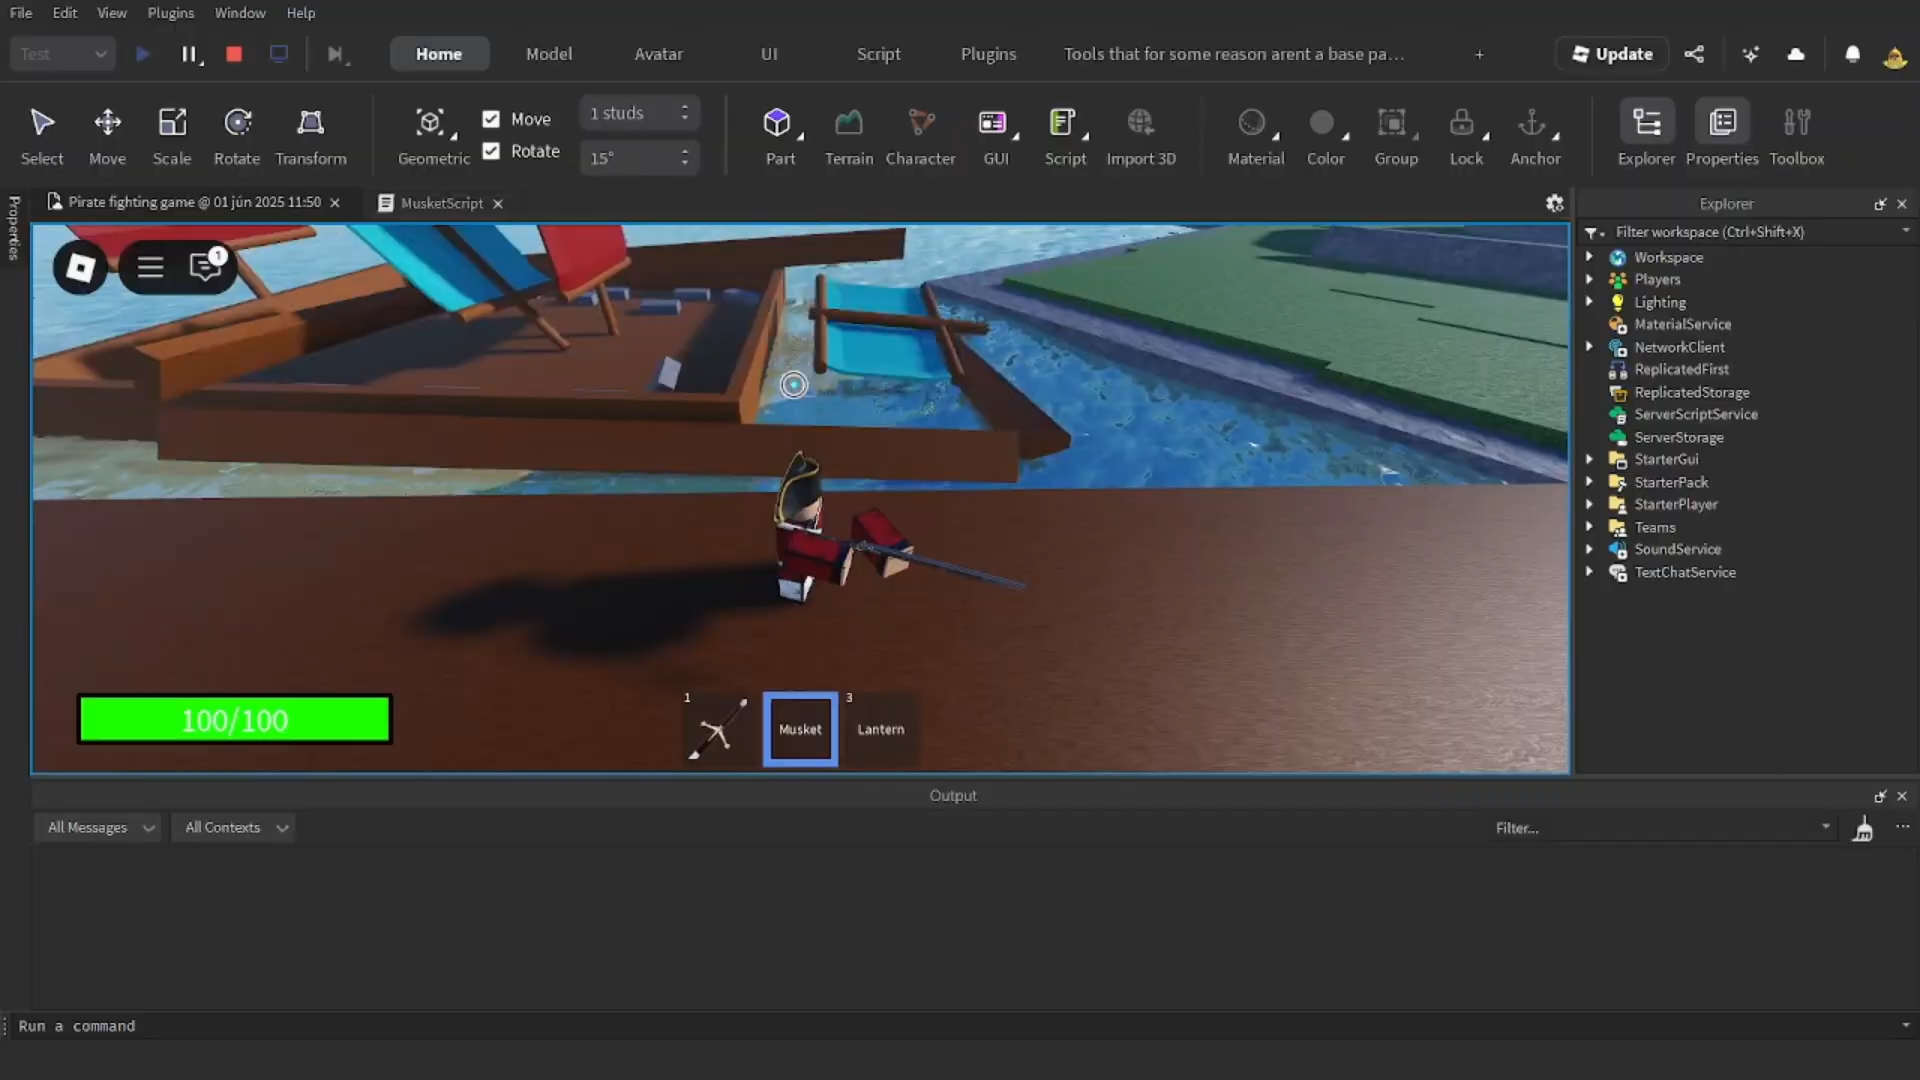 File Edit View Plugins Window Help
Test Home Model Avatar UI Script Plugins Tools that for some reason arent a base pa... + Update
Move 1 studs
Rotate 15°
Select Move Scale Rotate Transform Geometric Part Terrain Character GUI Script Import 3D Material Color Group Lock Anchor Explorer Properties Toolbox
Properties
Pirate fighting game @ 01 jún 2025 11:50 MusketScript
Explorer
Filter workspace (Ctrl+Shift+X)
Workspace
Players
Lighting
MaterialService
NetworkClient
ReplicatedFirst
ReplicatedStorage
ServerScriptService
ServerStorage
StarterGui
StarterPack
StarterPlayer
Teams
SoundService
TextChatService
1
100/100
1 3
Musket Lantern
Output
All Messages All Contexts Filter...
Run a command